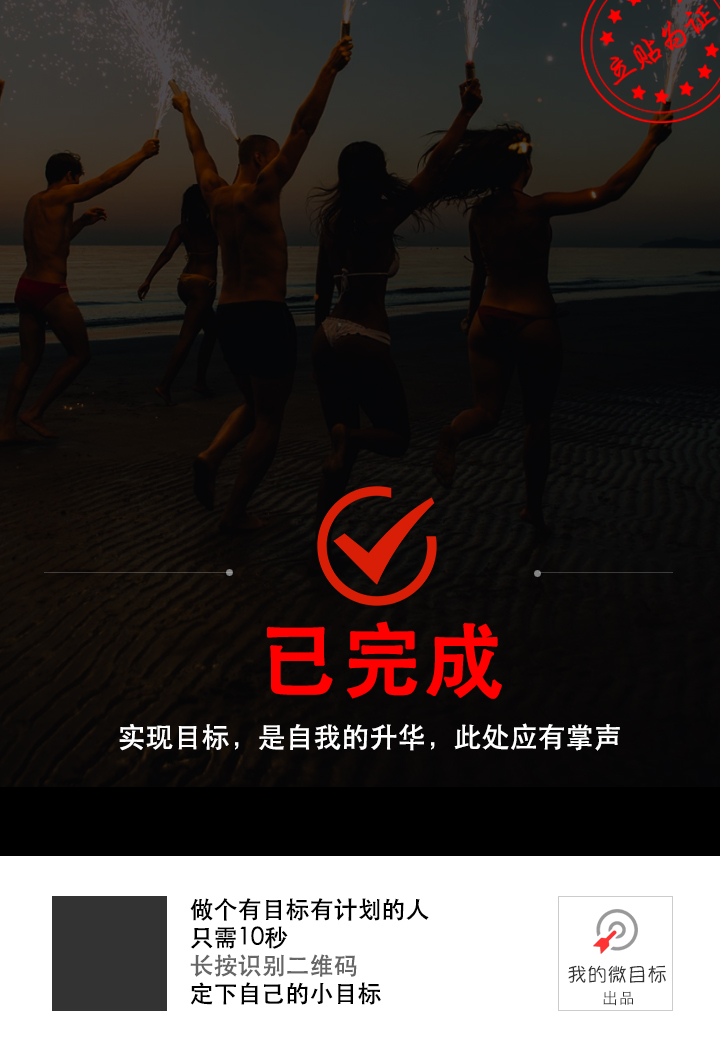 立贴为证
已完成
实现目标，是自我的升华，此处应有掌声
做个有目标有计划的人
只需10秒
长按识别二维码
定下自己的小目标
我的微目标
出品